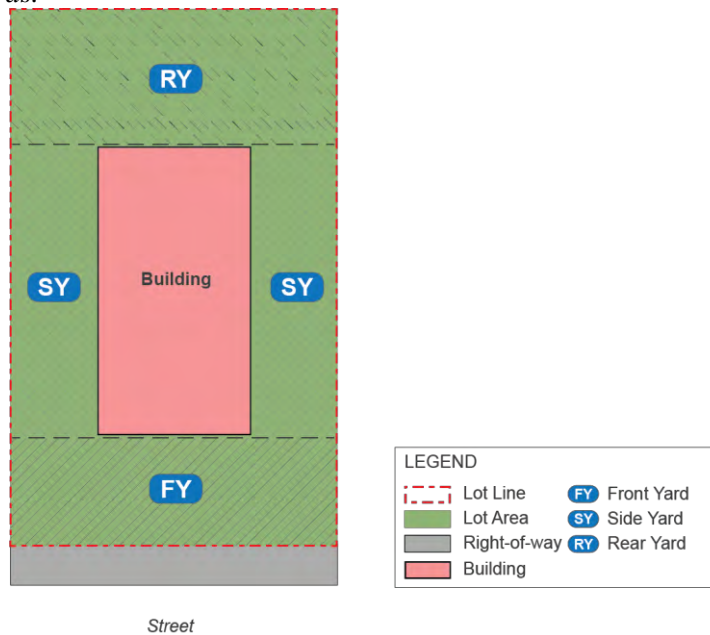 RY
SY
Building
SY
FY
LEGEND
Lot Line
FY Front Yard
Lot Area
SY Side Yard
Right-of-way
RY Rear Yard
Building
Street